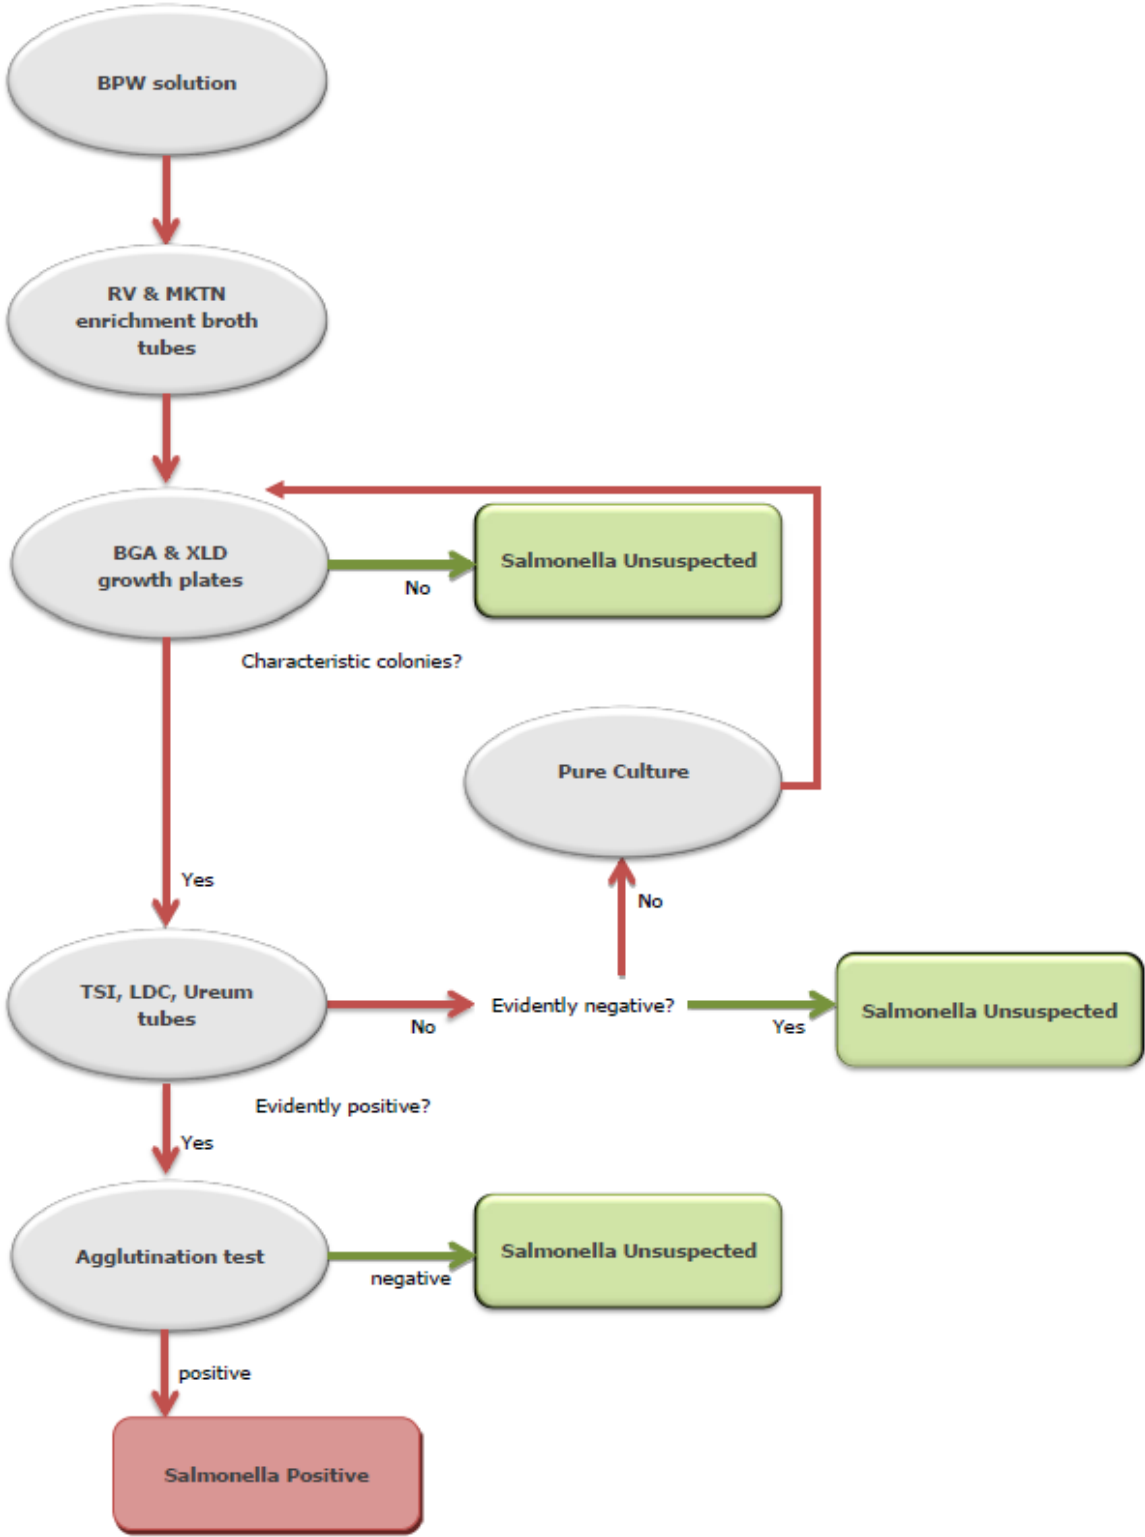 BPW solution
RV & MKTN
enrichment broth
tubes
BGA & XLD
growth plates
No
Salmonella Unsuspected
Characteristic colonies?
Pure Culture
Yes
No
TSI, LDC, Ureum
tubes
No
Evidently negative?
Yes
Salmonella Unsuspected
Evidently positive?
Yes
Agglutination test
negative
Salmonella Unsuspected
positive
Salmonella Positive